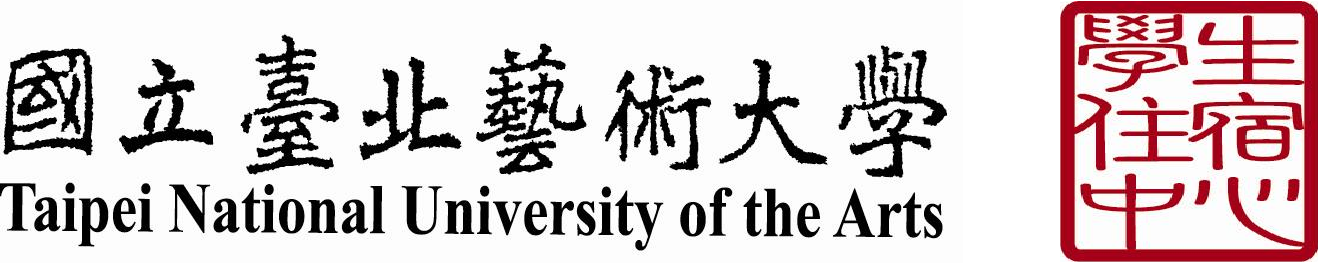 國立臺北藝術大學
Taipei National University of the Arts
學生
住宿
中心